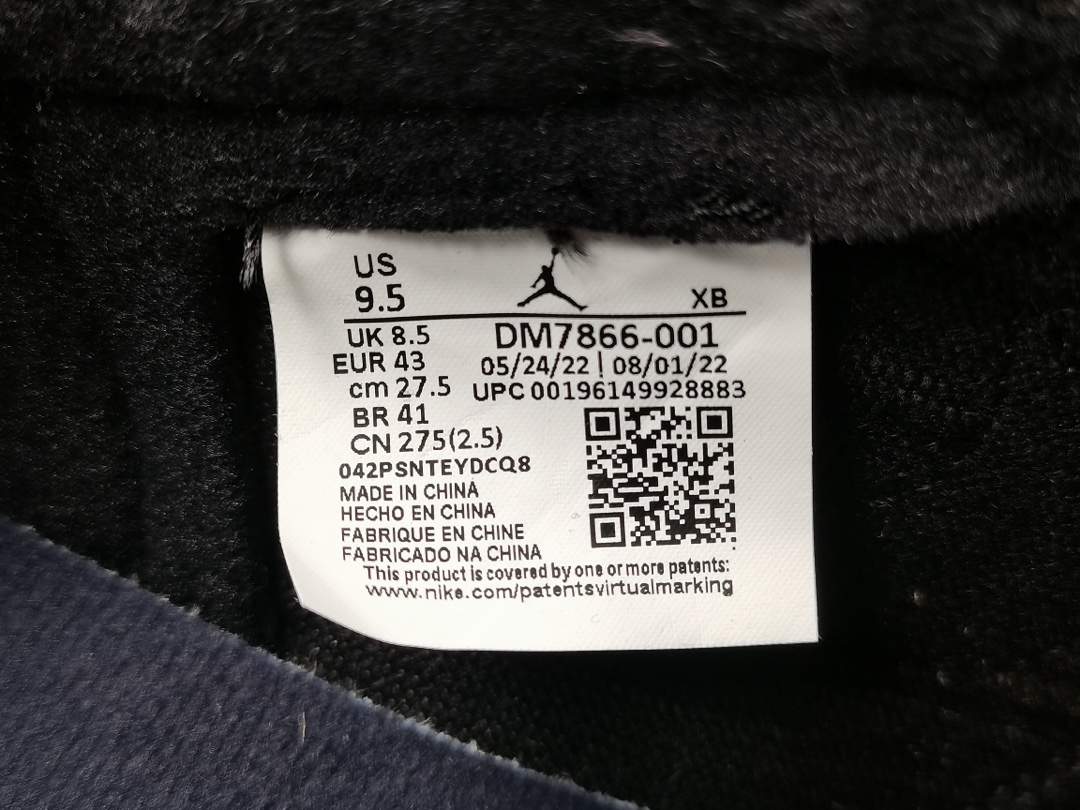 US
9.5
XB
UK 8.5
DM7866-001
EUR 43
05/24/22 | 08/01/22
cm 27.5
UPC 00196149928883
BR 41
CN 275(2.5)
042PSNTEYDCQ8
MADE IN CHINA
HECHO EN CHINA
FABRIQUE EN CHINE
FABRICADO NA CHINA
This product is covered by one or more patents:
www.nike.com/patentsvirtualmarking